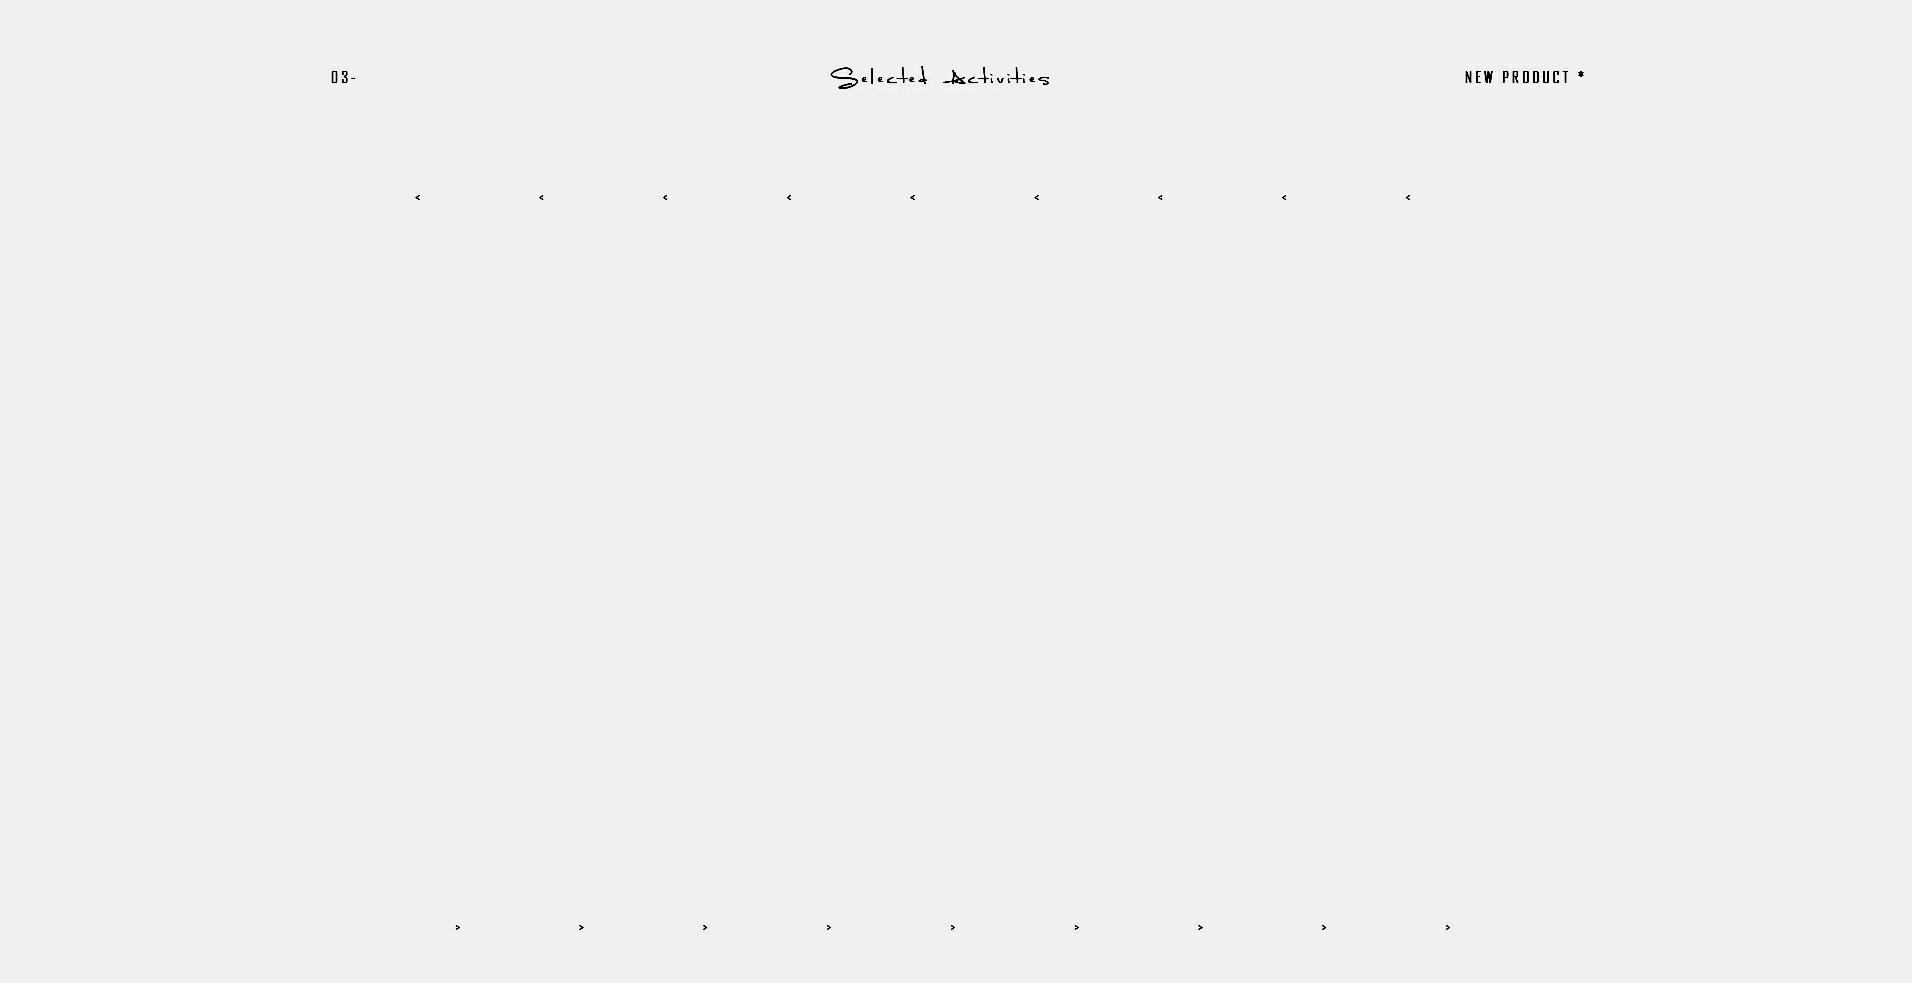 03-
Selected Activities
NEW PRODUCT *
< < < < < < < < <
> > > > > > > > >